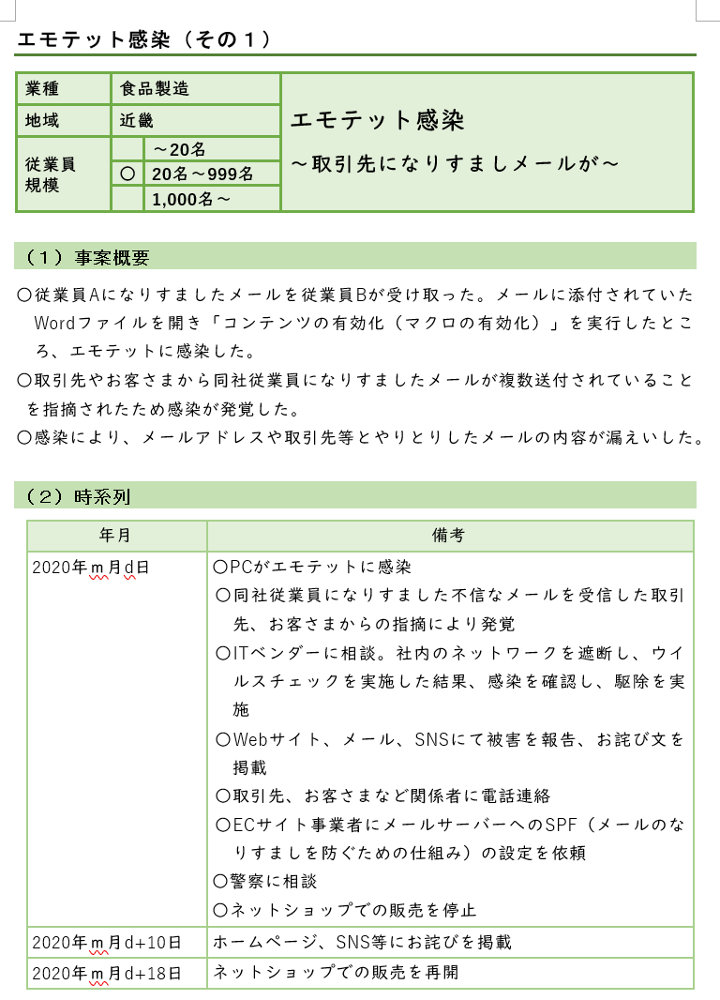 エモテット感染（その１）
業種
食品製造
地域
近畿
従業員
規模
～20名
〇
20名～999名
1,000名～
エモテット感染
～取引先になりすましメールが～
（１）事案概要
〇従業員Aになりすましたメールを従業員Bが受け取った。メールに添付されていた
Wordファイルを開き「コンテンツの有効化（マクロの有効化）」を実行したとこ
ろ、エモテットに感染した。
〇取引先やお客さまから同社従業員になりすましたメールが複数送付されていること
を指摘されたため感染が発覚した。
〇感染により、メールアドレスや取引先等とやりとりしたメールの内容が漏えいした。
（２）時系列
年月
備考
2020年ｍ月d日
〇PCがエモテットに感染
〇同社従業員になりすました不信なメールを受信した取引
先、お客さまからの指摘により発覚
〇ITベンダーに相談。社内のネットワークを遮断し、ウイ
ルスチェックを実施した結果、感染を確認し、駆除を実
施
〇Webサイト、メール、SNSにて被害を報告、お詫び文を
掲載
〇取引先、お客さまなど関係者に電話連絡
〇ECサイト事業者にメールサーバーへのSPF（メールのな
りすましを防ぐための仕組み）の設定を依頼
〇警察に相談
〇ネットショップでの販売を停止
2020年ｍ月d+10日
ホームページ、SNS等にお詫びを掲載
2020年ｍ月d+18日
ネットショップでの販売を再開